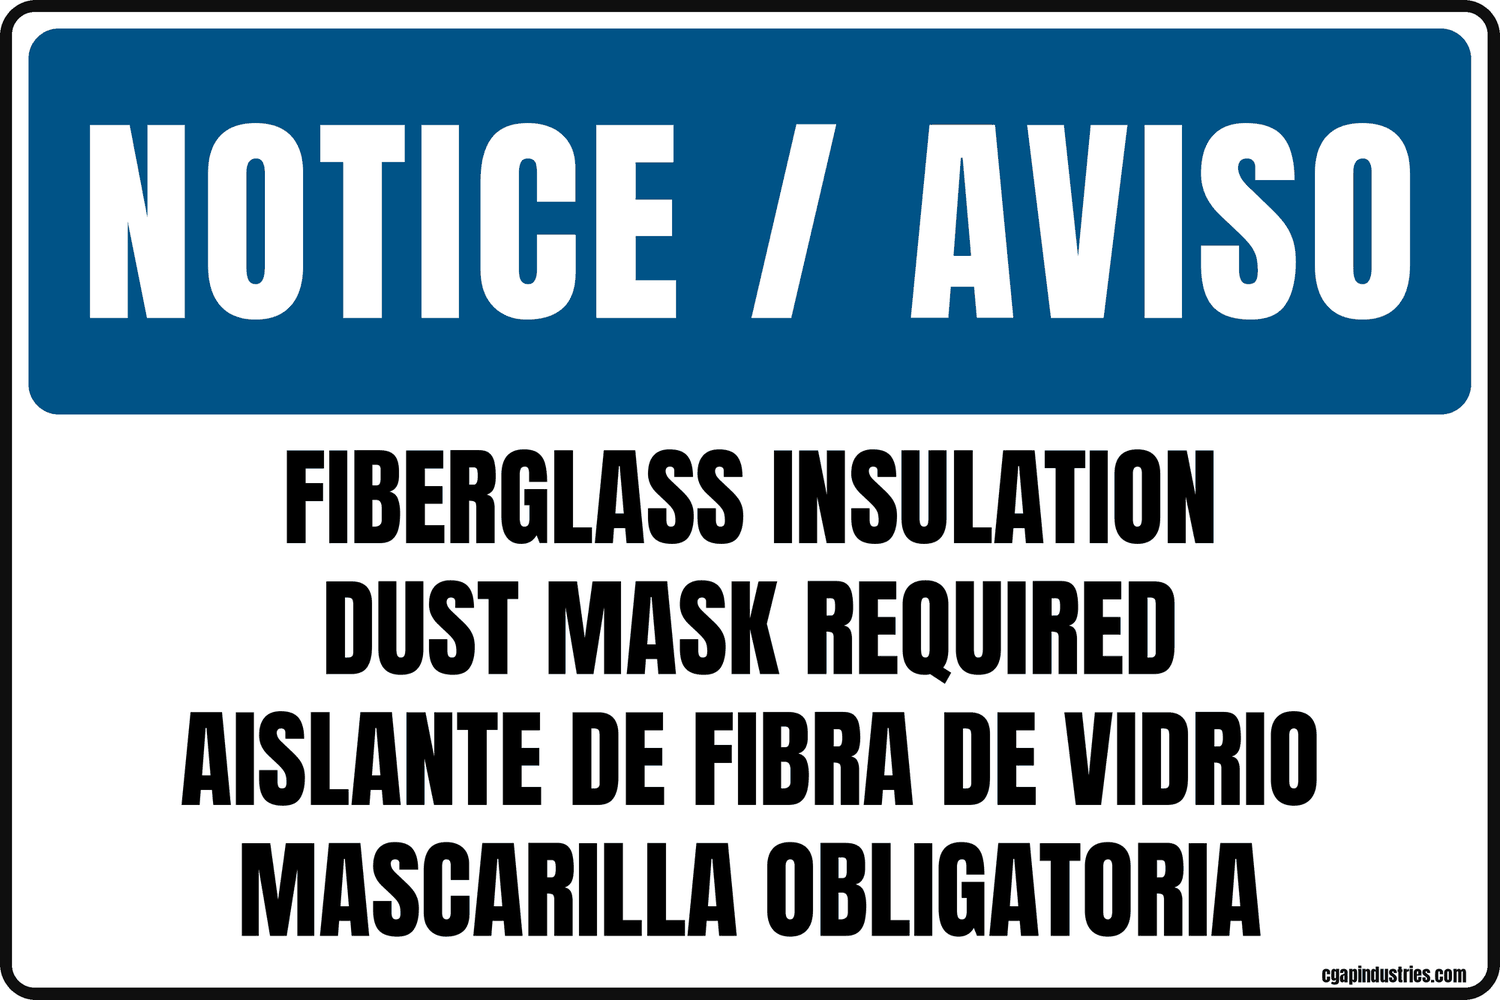 NOTICE / AVISO
FIBERGLASS INSULATION
DUST MASK REQUIRED
AISLANTE DE FIBRA DE VIDRIO
MASCARILLA OBLIGATORIA
cgapindustries.com